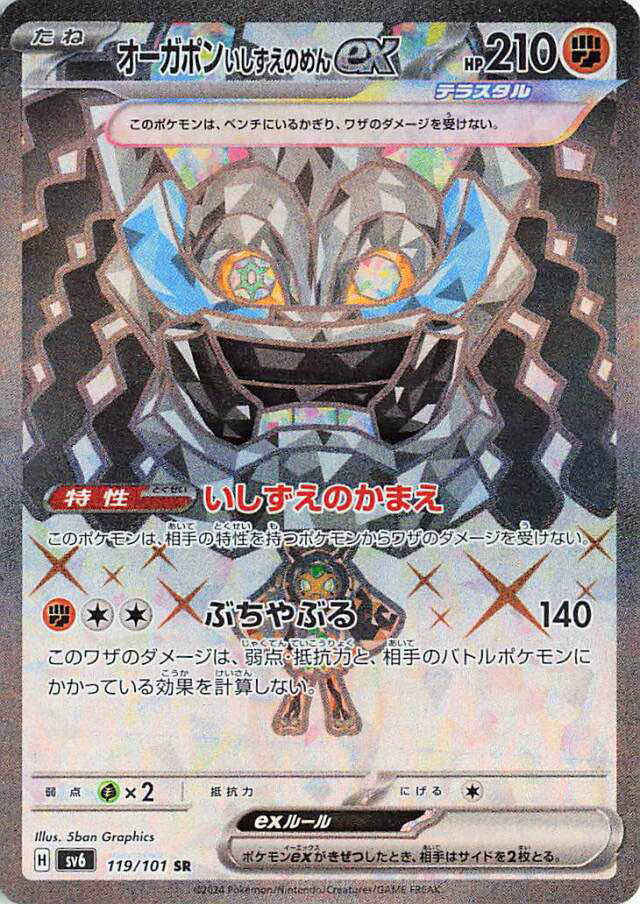 たね オーガポン いしずえのめん ex HP 210
テラスタル
このポケモンは、ベンチにいるかぎり、ワザのダメージを受けない。
特性 いしずえのかまえ
このポケモンは、相手の特性を持つポケモンからワザのダメージを受けない。
ぶちやぶる 140
このワザのダメージは、弱点・抵抗力と、相手のバトルポケモンに
かかっている効果を計算しない。
弱点 ×2 抵抗力 にげる
exルール
ポケモンexがきぜつしたとき、相手はサイドを2枚とる。
Illus. 5ban Graphics
H sv6 119/101 SR
©2024 Pokémon/Nintendo/Creatures/GAME FREAK.